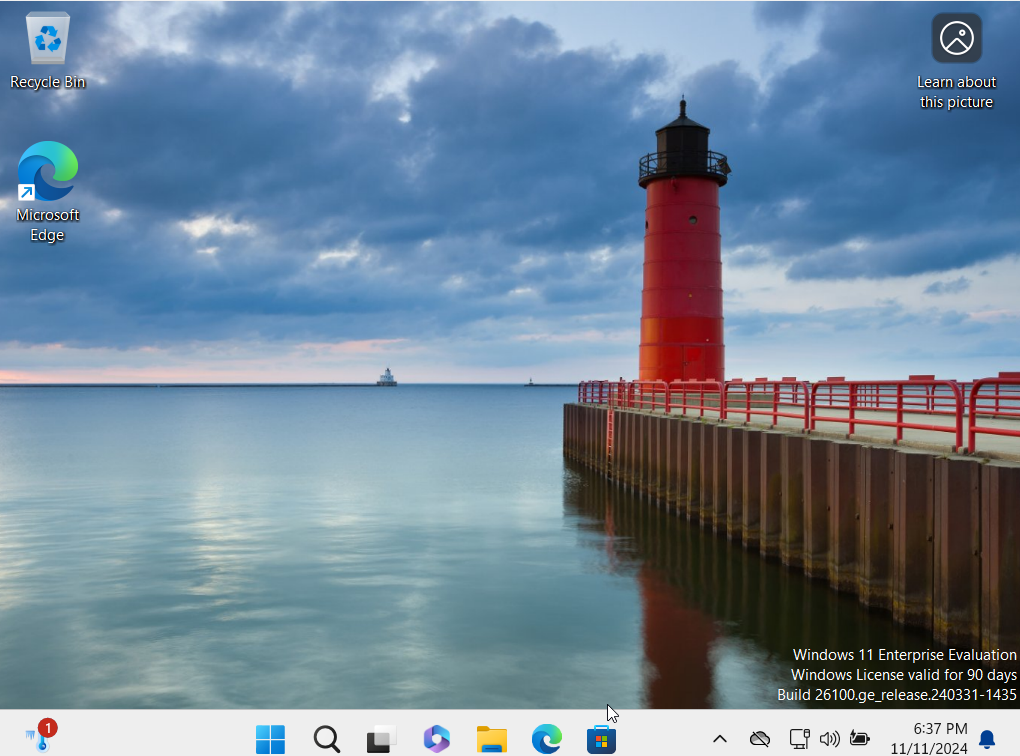 Recycle Bin
Learn about
this picture
Microsoft
Edge
Windows 11 Enterprise Evaluation
Windows License valid for 90 days
Build 26100.ge_release.240331-1435
1
6:37 PM
11/11/2024